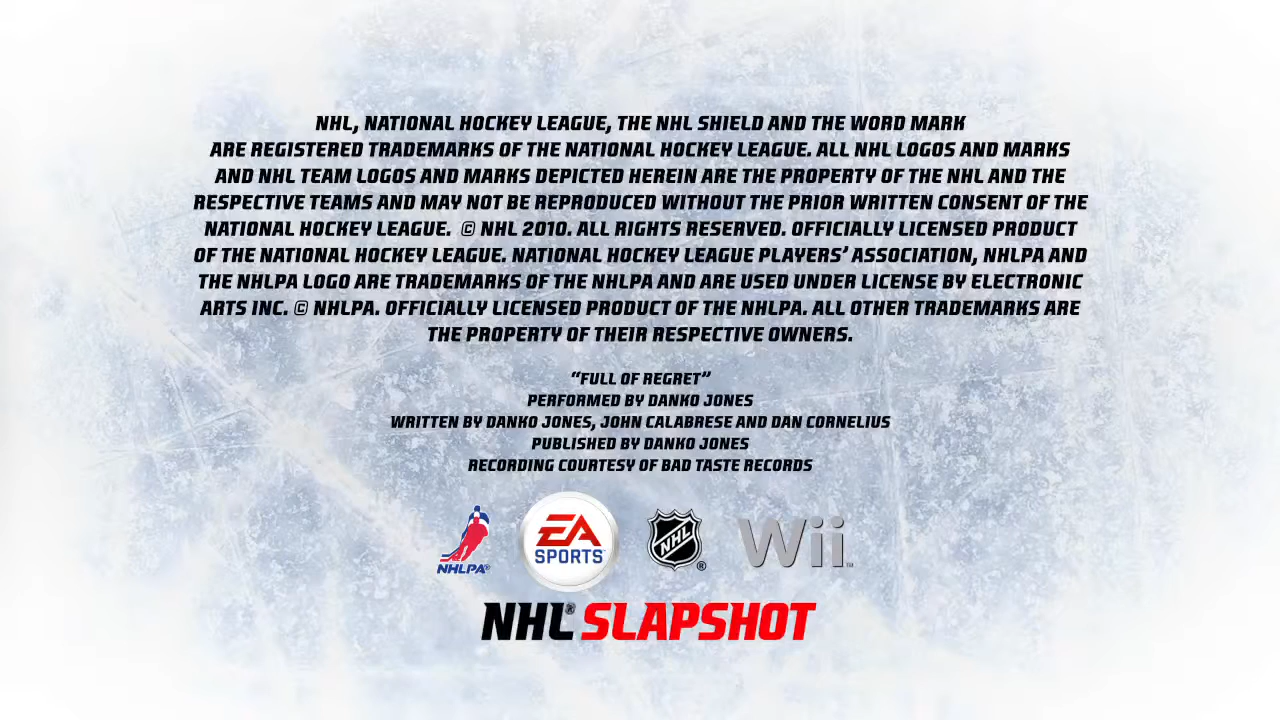 NHL, NATIONAL HOCKEY LEAGUE, THE NHL SHIELD AND THE WORD MARK
ARE REGISTERED TRADEMARKS OF THE NATIONAL HOCKEY LEAGUE. ALL NHL LOGOS AND MARKS
AND NHL TEAM LOGOS AND MARKS DEPICTED HEREIN ARE THE PROPERTY OF THE NHL AND THE
RESPECTIVE TEAMS AND MAY NOT BE REPRODUCED WITHOUT THE PRIOR WRITTEN CONSENT OF THE
NATIONAL HOCKEY LEAGUE. © NHL 2010. ALL RIGHTS RESERVED. OFFICIALLY LICENSED PRODUCT
OF THE NATIONAL HOCKEY LEAGUE. NATIONAL HOCKEY LEAGUE PLAYERS’ ASSOCIATION, NHLPA AND
THE NHLPA LOGO ARE TRADEMARKS OF THE NHLPA AND ARE USED UNDER LICENSE BY ELECTRONIC
ARTS INC. © NHLPA. OFFICIALLY LICENSED PRODUCT OF THE NHLPA. ALL OTHER TRADEMARKS ARE
THE PROPERTY OF THEIR RESPECTIVE OWNERS.
“FULL OF REGRET”
PERFORMED BY DANKO JONES
WRITTEN BY DANKO JONES, JOHN CALABRESE AND DAN CORNELIUS
PUBLISHED BY DANKO JONES
RECORDING COURTESY OF BAD TASTE RECORDS
NHLPA®
EA SPORTS™
NHL®
Wii™
NHL® SLAPSHOT